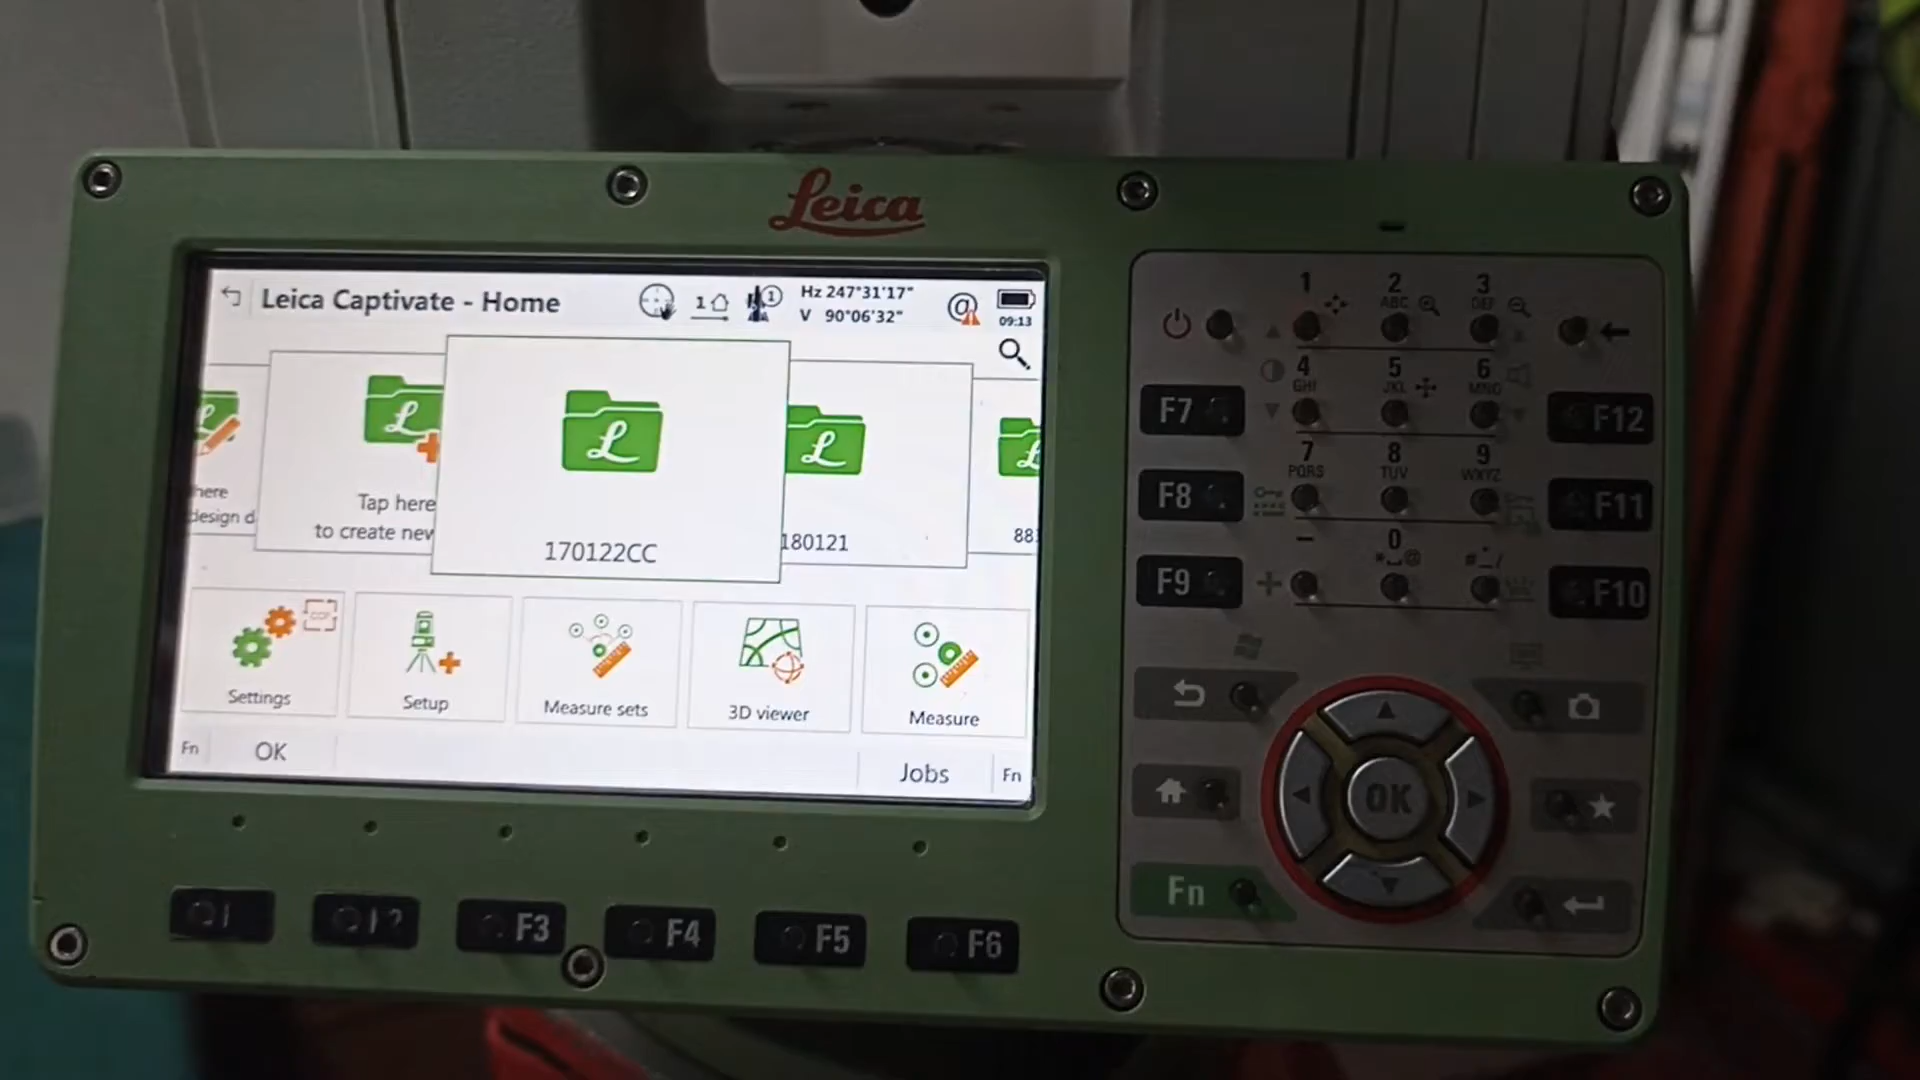 Leica
Leica Captivate - Home
1
1
Hz 247°31'17"
V 90°06'32"
@
09:13
here
design d
Tap here
to create new
170122CC
180121
88
Settings
Setup
Measure sets
3D viewer
Measure
Fn
OK
Jobs
Fn
F3
F4
F5
F6
1
2
ABC
3
DEF
F7
4
GHI
5
JKL
6
MNO
F12
F8
7
PQRS
8
TUV
9
WXYZ
F11
F9
0
F10
OK
Fn